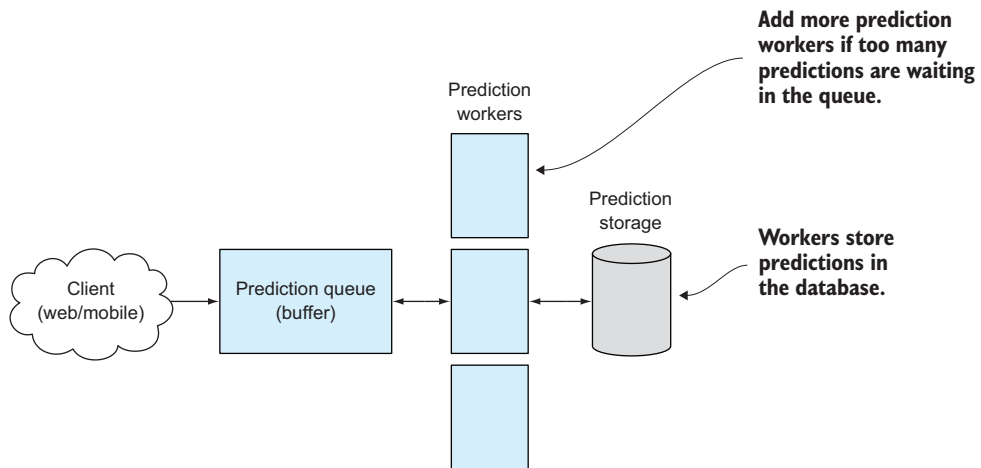 Add more prediction
workers if too many
predictions are waiting
in the queue.
Prediction
workers
Prediction
storage
Workers store
predictions in
the database.
Client
(web/mobile)
Prediction queue
(buffer)